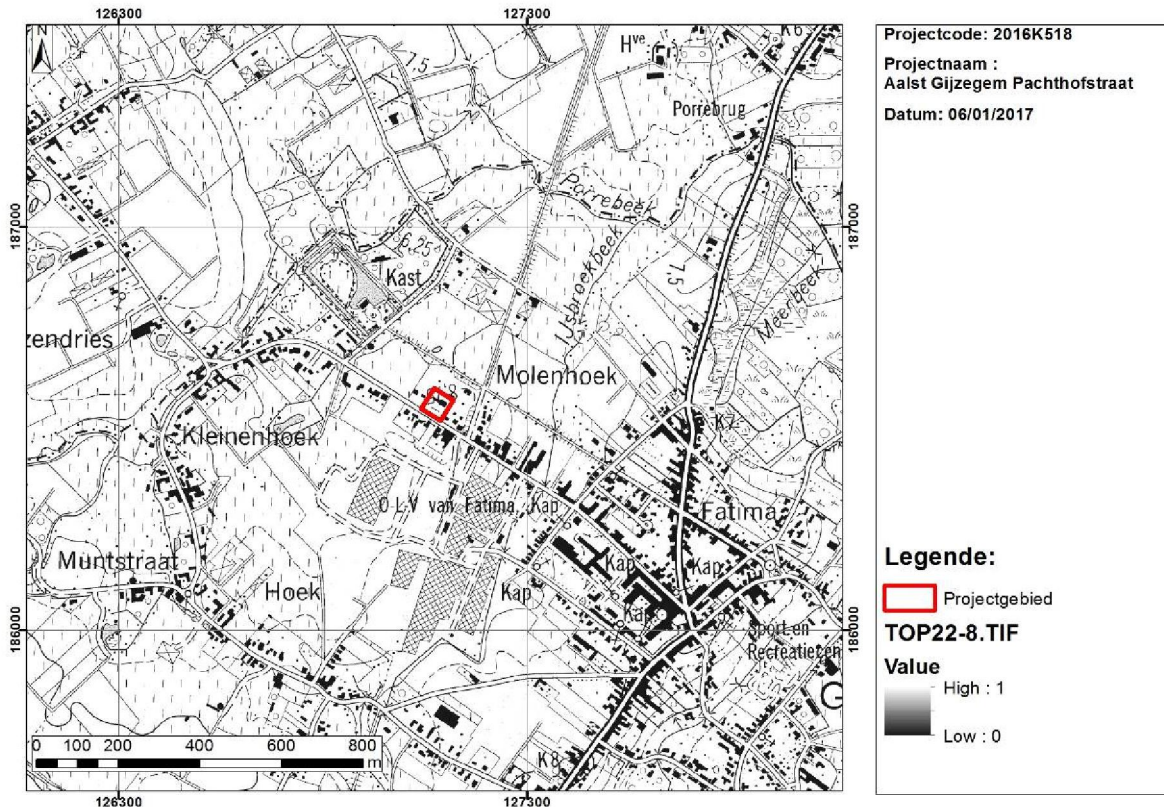 126300
127300
N
7,5
Hve
K6
Porrebrug
Porrebeek
187000
187000
6,25
IJsbroekbeek
7,5
Kast
Meerbeek
zendries
Molenhoek
Kleinenhoek
K7
O L V van Fatima Kap
Fatima
Muntstraat
Hoek
Kap
Kap
Kap
Kap
186000
186000
Sport en
Recreatiecen
G
K8
0 100 200 400 600 800
m
126300
127300
Projectcode: 2016K518
Projectnaam :
Aalst Gijzegem Pachthofstraat
Datum: 06/01/2017
Legende:
Projectgebied
TOP22-8.TIF
Value
High : 1
Low : 0